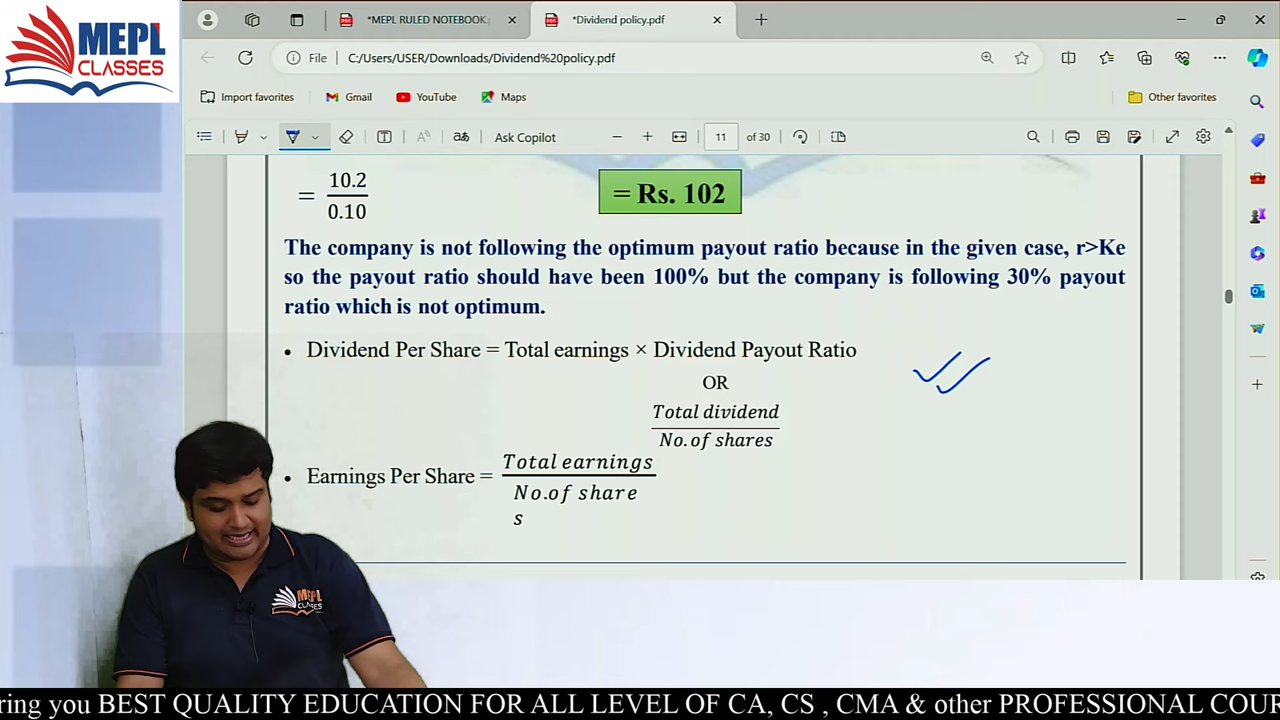 MEPL
CLASSES
*MEPL RULED NOTEBOOK.
*Dividend policy.pdf
File
C:/Users/USER/Downloads/Dividend%20policy.pdf
Import favorites
Gmail
YouTube
Maps
Other favorites
Ask Copilot
11
of 30
= 10.2
0.10
= Rs. 102
The company is not following the optimum payout ratio because in the given case, r>Ke
so the payout ratio should have been 100% but the company is following 30% payout
ratio which is not optimum.
• Dividend Per Share = Total earnings × Dividend Payout Ratio
OR
Total dividend
No. of shares
• Earnings Per Share = Total earnings
No.of share
s
MEPL
CLASSES
ring you BEST QUALITY EDUCATION FOR ALL LEVEL OF CA, CS , CMA & other PROFESSIONAL COUR